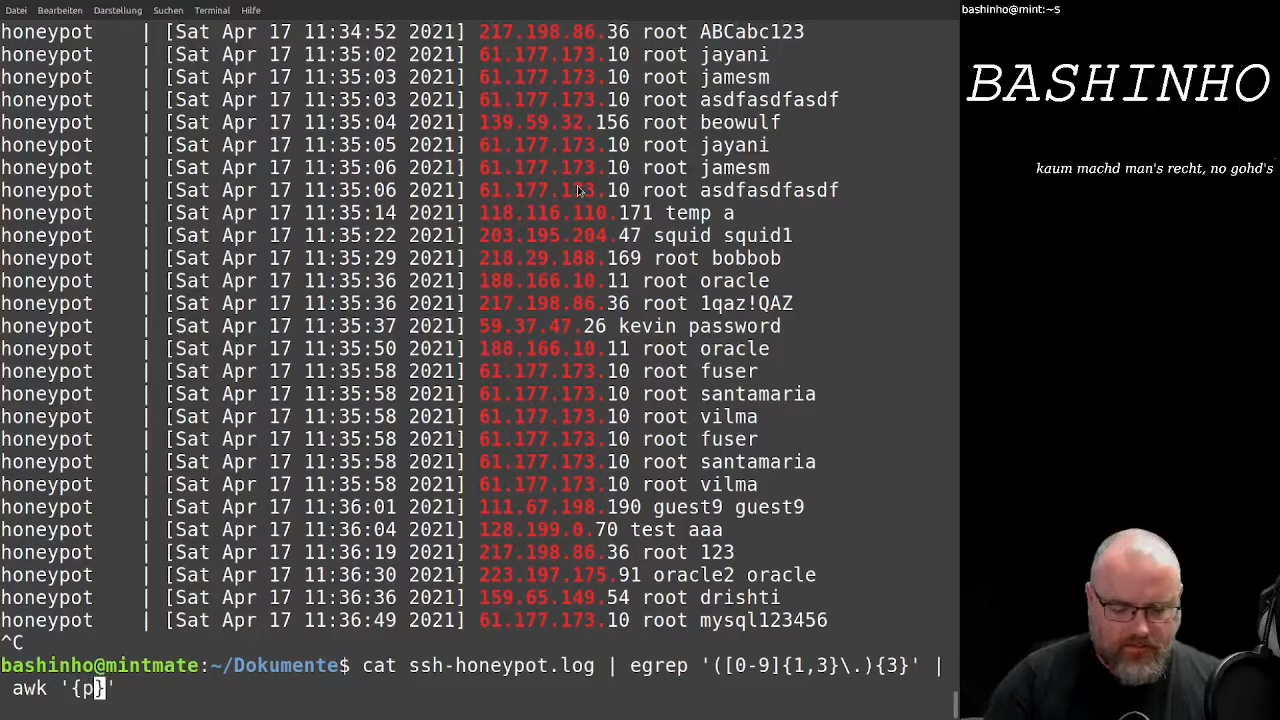 Datei Bearbeiten Darstellung Suchen Terminal Hilfe
honeypot | [Sat Apr 17 11:34:52 2021] 217.198.86.36 root ABCabc123
honeypot | [Sat Apr 17 11:35:02 2021] 61.177.173.10 root jayani
honeypot | [Sat Apr 17 11:35:03 2021] 61.177.173.10 root jamesm
honeypot | [Sat Apr 17 11:35:03 2021] 61.177.173.10 root asdfasdfasdf
honeypot | [Sat Apr 17 11:35:04 2021] 139.59.32.156 root beowulf
honeypot | [Sat Apr 17 11:35:05 2021] 61.177.173.10 root jayani
honeypot | [Sat Apr 17 11:35:06 2021] 61.177.173.10 root jamesm
honeypot | [Sat Apr 17 11:35:06 2021] 61.177.173.10 root asdfasdfasdf
honeypot | [Sat Apr 17 11:35:14 2021] 118.116.110.171 temp a
honeypot | [Sat Apr 17 11:35:22 2021] 203.195.204.47 squid squid1
honeypot | [Sat Apr 17 11:35:29 2021] 218.29.188.169 root bobbob
honeypot | [Sat Apr 17 11:35:36 2021] 188.166.10.11 root oracle
honeypot | [Sat Apr 17 11:35:36 2021] 217.198.86.36 root 1qaz!QAZ
honeypot | [Sat Apr 17 11:35:37 2021] 59.37.47.26 kevin password
honeypot | [Sat Apr 17 11:35:50 2021] 188.166.10.11 root oracle
honeypot | [Sat Apr 17 11:35:58 2021] 61.177.173.10 root fuser
honeypot | [Sat Apr 17 11:35:58 2021] 61.177.173.10 root santamaria
honeypot | [Sat Apr 17 11:35:58 2021] 61.177.173.10 root vilma
honeypot | [Sat Apr 17 11:35:58 2021] 61.177.173.10 root fuser
honeypot | [Sat Apr 17 11:35:58 2021] 61.177.173.10 root santamaria
honeypot | [Sat Apr 17 11:35:58 2021] 61.177.173.10 root vilma
honeypot | [Sat Apr 17 11:36:01 2021] 111.67.198.190 guest9 guest9
honeypot | [Sat Apr 17 11:36:04 2021] 128.199.0.70 test aaa
honeypot | [Sat Apr 17 11:36:19 2021] 217.198.86.36 root 123
honeypot | [Sat Apr 17 11:36:30 2021] 223.197.175.91 oracle2 oracle
honeypot | [Sat Apr 17 11:36:36 2021] 159.65.149.54 root drishti
honeypot | [Sat Apr 17 11:36:49 2021] 61.177.173.10 root mysql123456
^C
bashinho@mintmate:~/Dokumente$ cat ssh-honeypot.log | egrep '([0-9]{1,3}\.){3}' |
awk '{p}'
bashinho@mint:~$
BASHINHO
kaum machd man's recht, no gohd's